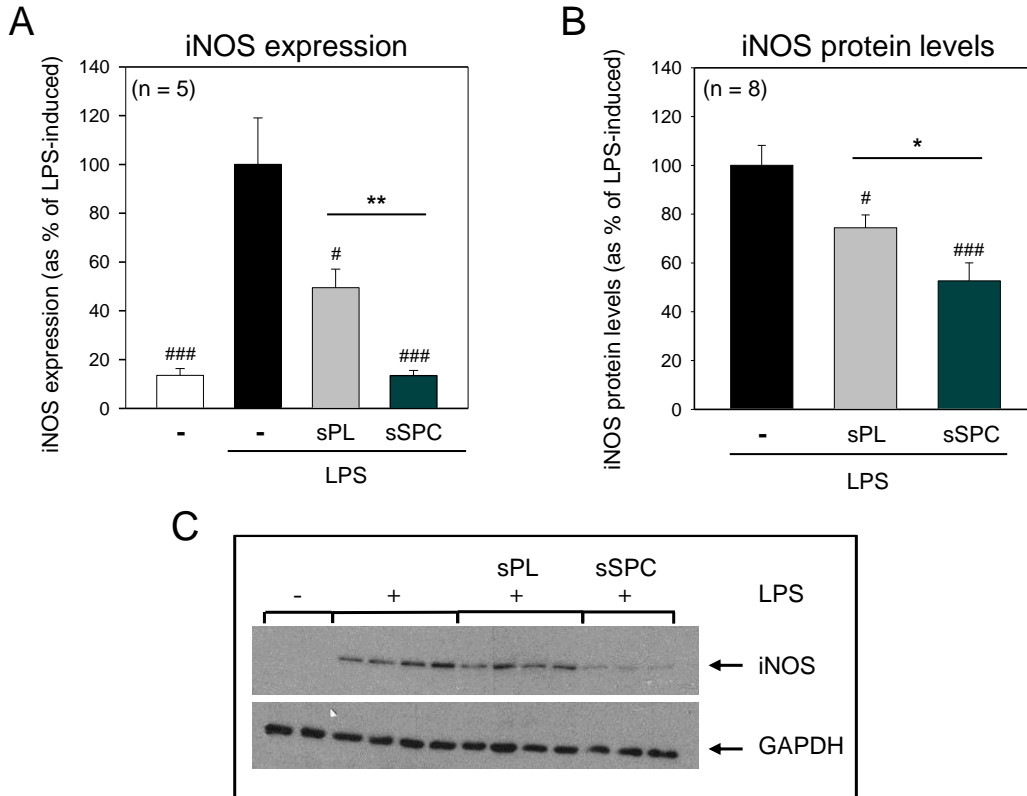 A
iNOS expression
(n = 5)
iNOS expression (as % of LPS-induced)
140
120
100
80
60
40
20
0
###
**
#
###
- - sPL sSPC
LPS
B
iNOS protein levels
(n = 8)
iNOS protein levels (as % of LPS-induced)
140
120
100
80
60
40
20
0
*
#
###
- sPL sSPC
LPS
C
sPL sSPC
- + + + LPS
iNOS
GAPDH